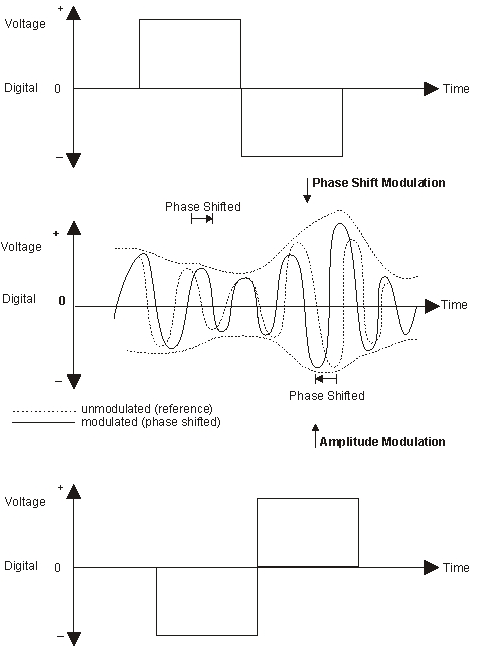 +
Voltage
Digital 0 Time
–
Phase Shift Modulation
Phase Shifted
+
Voltage
Digital 0 Time
–
Phase Shifted
unmodulated (reference)
modulated (phase shifted)
Amplitude Modulation
+
Voltage
Digital 0 Time
–